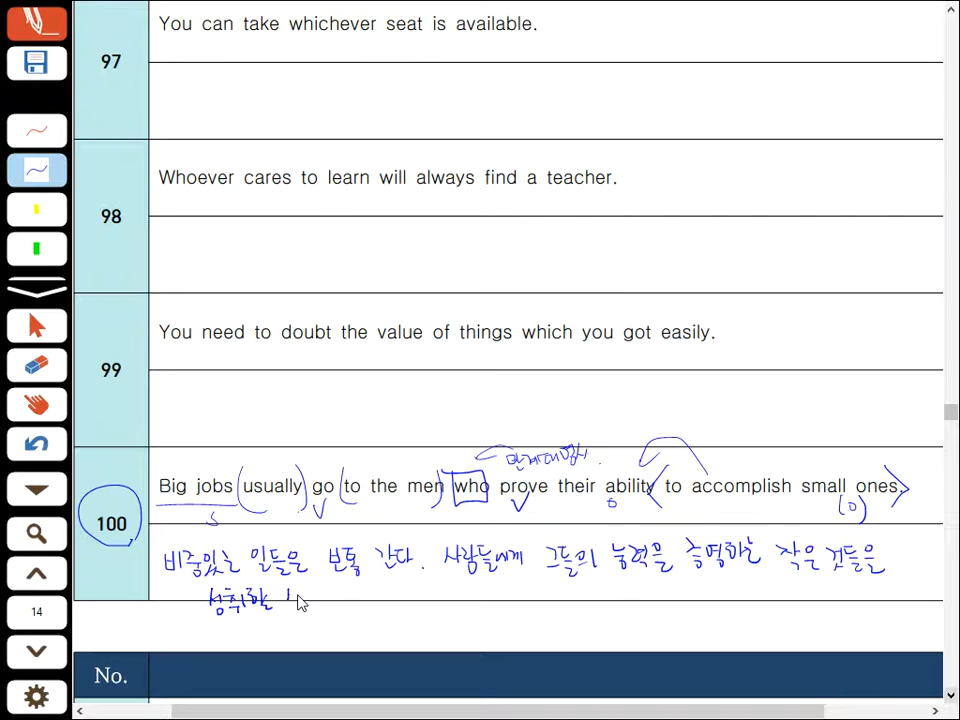 You can take whichever seat is available.
97
Whoever cares to learn will always find a teacher.
98
You need to doubt the value of things which you got easily.
99
관계대명사
Big jobs (usually) go (to the men) who prove their ability <to accomplish small ones.>
S V V O (O)
100
비중있는 일들은 보통 간다. 사람들에게 그들의 능력을 증명하는 작은 것들을
성취할
14
No.